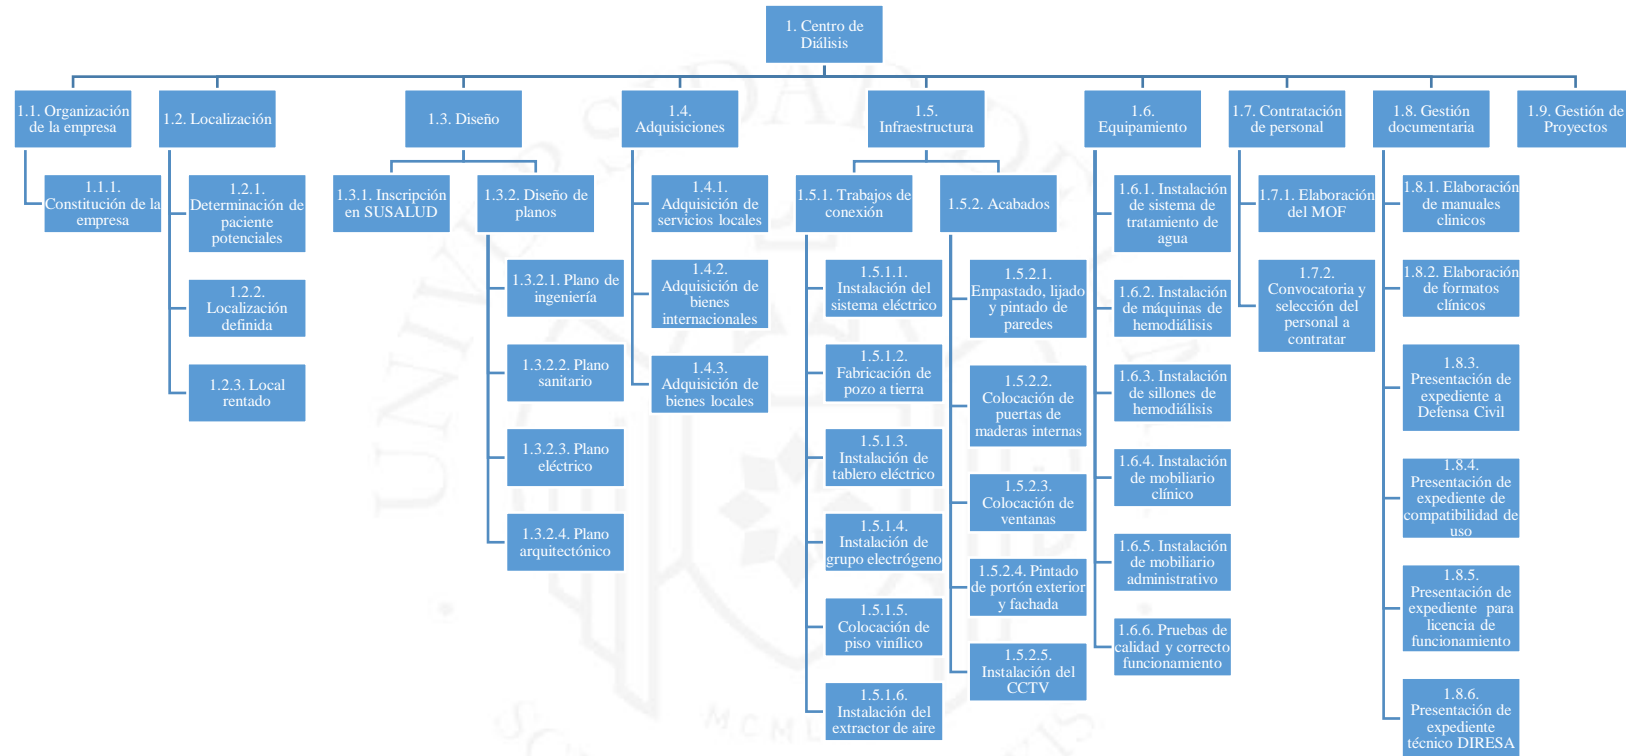 1. Centro de
Diálisis
1.1. Organización
de la empresa
1.1.1.
Constitución de la
empresa
1.2. Localización
1.2.1.
Determinación de
paciente
potenciales
1.2.2.
Localización
definida
1.2.3. Local
rentado
1.3. Diseño
1.3.1. Inscripción
en SUSALUD
1.3.2. Diseño de
planos
1.3.2.1. Plano de
ingeniería
1.3.2.2. Plano
sanitario
1.3.2.3. Plano
eléctrico
1.3.2.4. Plano
arquitectónico
1.4.
Adquisiciones
1.4.1.
Adquisición de
servicios locales
1.4.2.
Adquisición de
bienes
internacionales
1.4.3.
Adquisición de
bienes locales
1.5.
Infraestructura
1.5.1. Trabajos de
conexión
1.5.1.1.
Instalación del
sistema eléctrico
1.5.1.2.
Fabricación de
pozo a tierra
1.5.1.3.
Instalación de
tablero eléctrico
1.5.1.4.
Instalación de
grupo electrógeno
1.5.1.5.
Colocación de
piso vinílico
1.5.1.6.
Instalación del
extractor de aire
1.5.2. Acabados
1.5.2.1.
Empastado, lijado
y pintado de
paredes
1.5.2.2.
Colocación de
puertas de
maderas internas
1.5.2.3.
Colocación de
ventanas
1.5.2.4. Pintado
de portón exterior
y fachada
1.5.2.5.
Instalación del
CCTV
1.6.
Equipamiento
1.6.1. Instalación
de sistema de
tratamiento de
agua
1.6.2. Instalación
de máquinas de
hemodiálisis
1.6.3. Instalación
de sillones de
hemodiálisis
1.6.4. Instalación
de mobiliario
clínico
1.6.5. Instalación
de mobiliario
administrativo
1.6.6. Pruebas de
calidad y correcto
funcionamiento
1.7. Contratación
de personal
1.7.1. Elaboración
del MOF
1.7.2.
Convocatoria y
selección del
personal a
contratar
1.8. Gestión
documentaria
1.8.1. Elaboración
de manuales
clinicos
1.8.2. Elaboración
de formatos
clínicos
1.8.3.
Presentación de
expediente a
Defensa Civil
1.8.4.
Presentación de
expediente de
compatibilidad de
uso
1.8.5.
Presentación de
expediente para
licencia de
funcionamiento
1.8.6.
Presentación de
expediente
técnico DIRESA
1.9. Gestión de
Proyectos